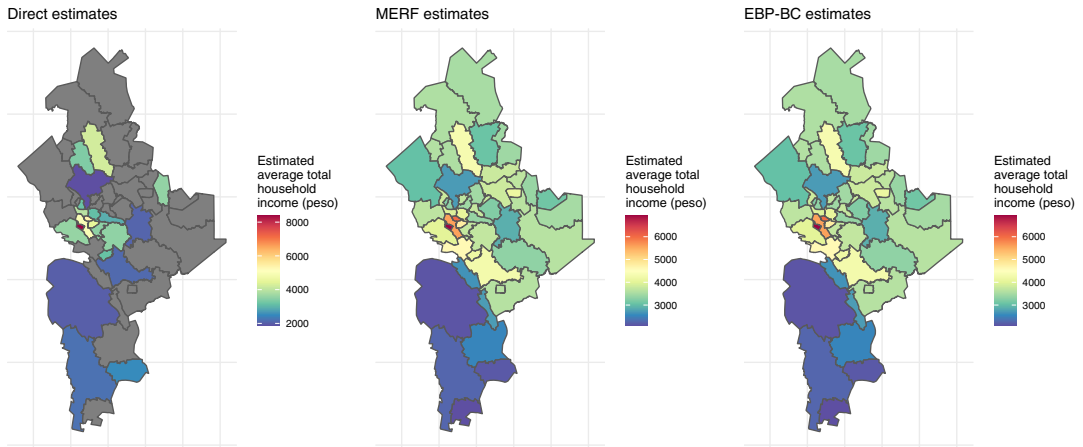 Direct estimates
MERF estimates
EBP-BC estimates
Estimated
average total
household
income (peso)
8000
6000
4000
2000
Estimated
average total
household
income (peso)
6000
5000
4000
3000
Estimated
average total
household
income (peso)
6000
5000
4000
3000